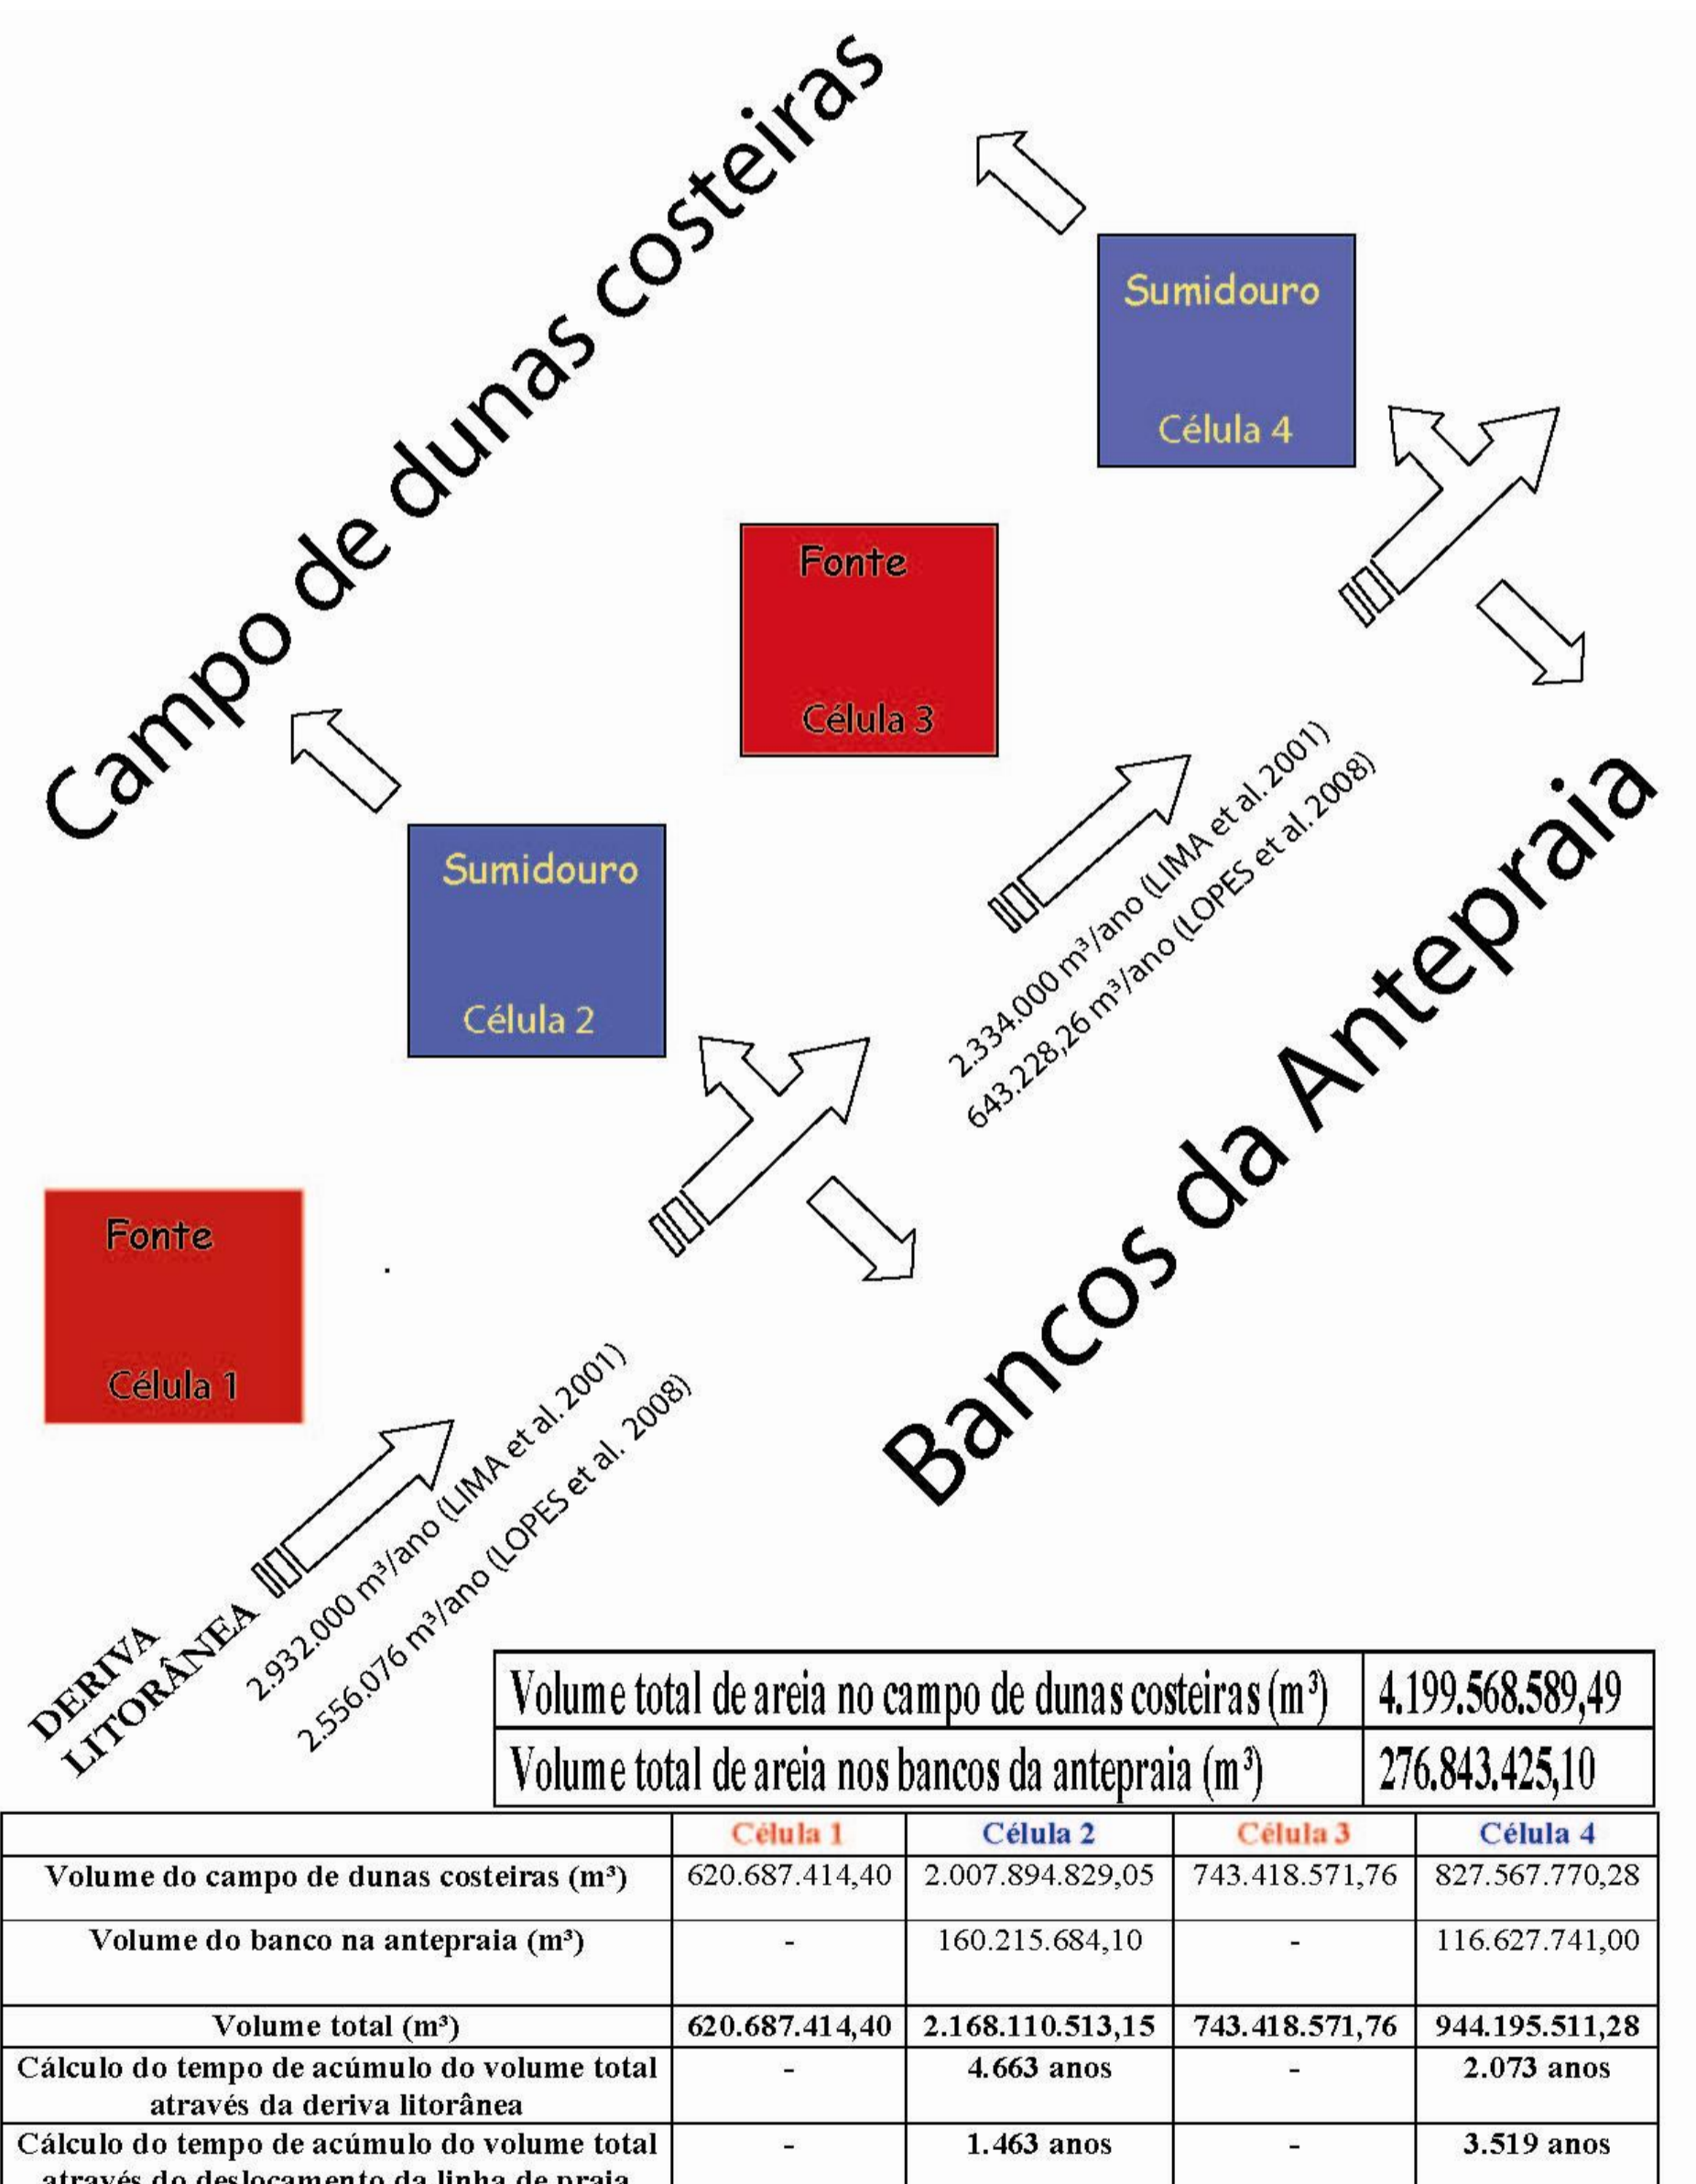 Campo de dunas costeiras
Sumidouro
Célula 4
Fonte
Célula 3
Sumidouro
Célula 2
2.334.000 m³/ano (LIMA et al. 2001)
643.228,26 m³/ano (LOPES et al. 2008)
Bancos da Antepraia
Fonte
Célula 1
DERIVA
LITORÂNEA
2.932.000 m³/ano (LIMA et al. 2001)
2.556.076 m³/ano (LOPES et al. 2008)
Volume total de areia no campo de dunas costeiras (m³) 4.199.568.589,49
Volume total de areia nos bancos da antepraia (m³) 276.843.425,10
Célula 1 Célula 2 Célula 3 Célula 4
Volume do campo de dunas costeiras (m³) 620.687.414,40 2.007.894.829,05 743.418.571,76 827.567.770,28
Volume do banco na antepraia (m³) - 160.215.684,10 - 116.627.741,00
Volume total (m³) 620.687.414,40 2.168.110.513,15 743.418.571,76 944.195.511,28
Cálculo do tempo de acúmulo do volume total
através da deriva litorânea - 4.663 anos - 2.073 anos
Cálculo do tempo de acúmulo do volume total
através do deslocamento da linha de praia - 1.463 anos - 3.519 anos